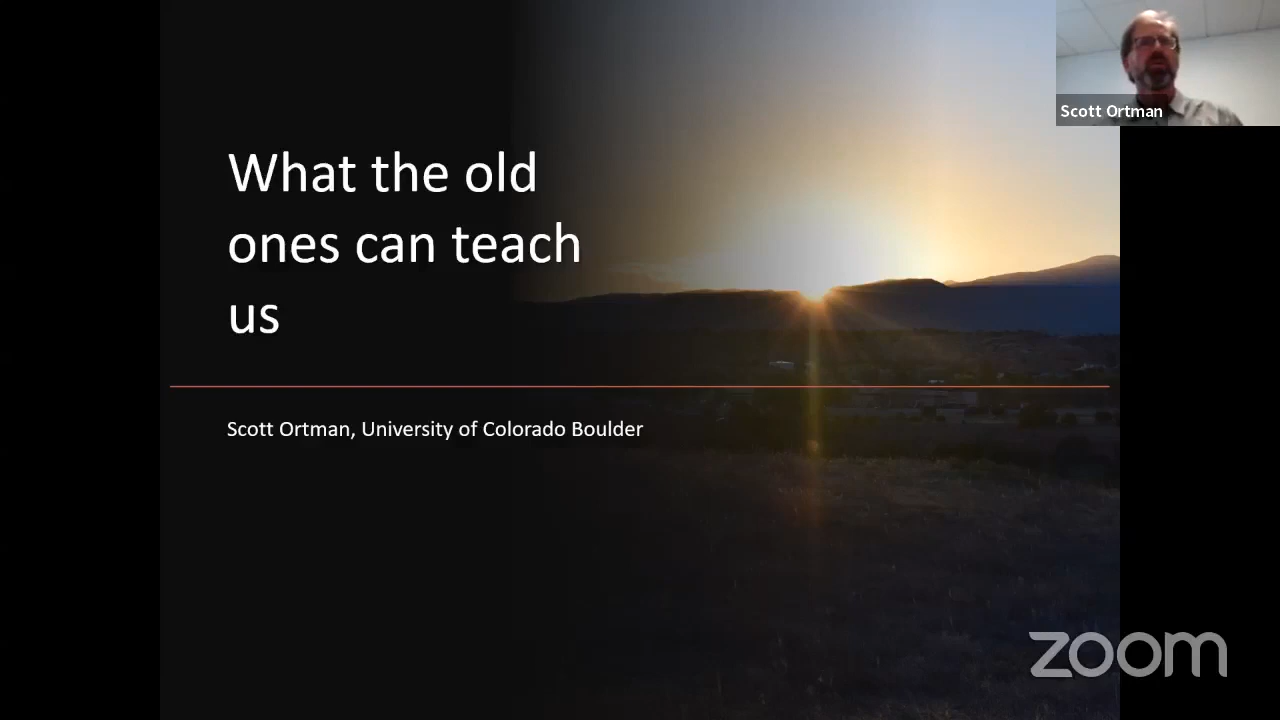 Scott Ortman
What the old
ones can teach
us
Scott Ortman, University of Colorado Boulder
zoom